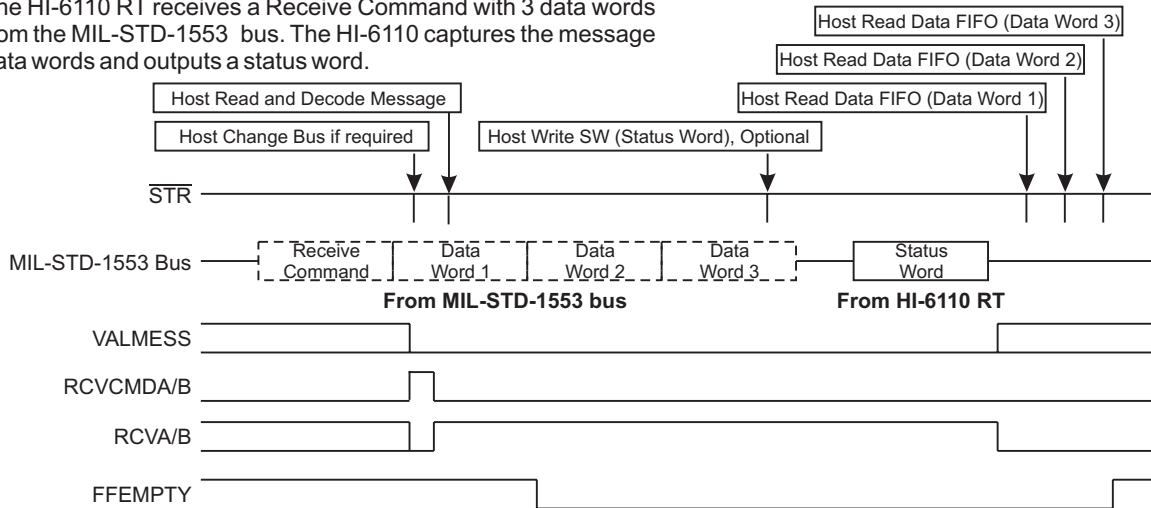 HI-6110 RT receives a Receive Command with 3 data words
the MIL-STD-1553 bus. The HI-6110 captures the message
words and outputs a status word.
Host Read Data FIFO (Data Word 3)
Host Read Data FIFO (Data Word 2)
Host Read and Decode Message
Host Read Data FIFO (Data Word 1)
Host Change Bus if required
Host Write SW (Status Word), Optional
STR
MIL-STD-1553 Bus
Receive
Command
Data
Word 1
Data
Word 2
Data
Word 3
Status
Word
From MIL-STD-1553 bus
From HI-6110 RT
VALMESS
RCVCMDA/B
RCVA/B
FFEMPTY